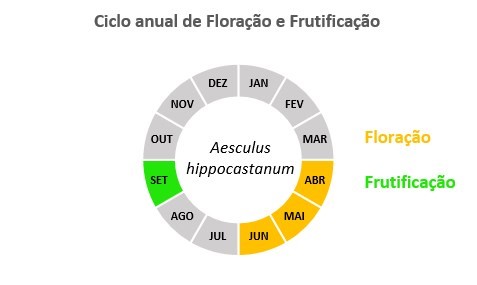 Ciclo anual de Floração e Frutificação
DEZ
JAN
NOV
FEV
OUT
MAR
Aesculus
hippocastanum
Floração
SET
ABR
Frutificação
AGO
MAI
JUL
JUN